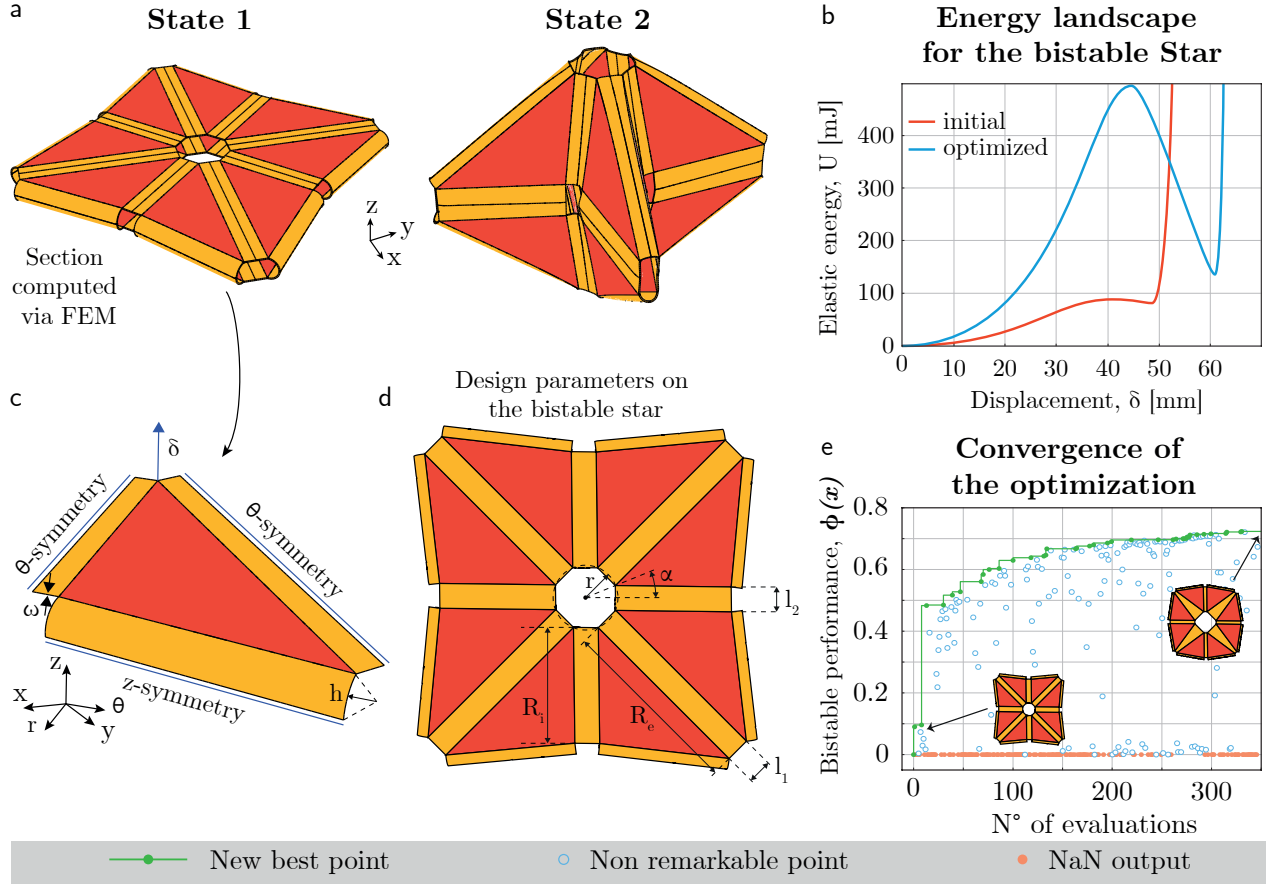 a
State 1
State 2
z
y
x
Section
computed
via FEM
b
Energy landscape
for the bistable Star
Elastic energy, U [mJ]
400
300
200
100
0
initial
optimized
0
10
20
30
40
50
60
Displacement, δ [mm]
c
δ
θ-symmetry
θ-symmetry
ω
z-symmetry
h
z
x
θ
r
y
d
Design parameters on
the bistable star
r
α
l2
Ri
Re
l1
e
Convergence of
the optimization
Bistable performance, ϕ(x)
0.8
0.6
0.4
0.2
0
0
100
200
300
N° of evaluations
New best point
Non remarkable point
NaN output